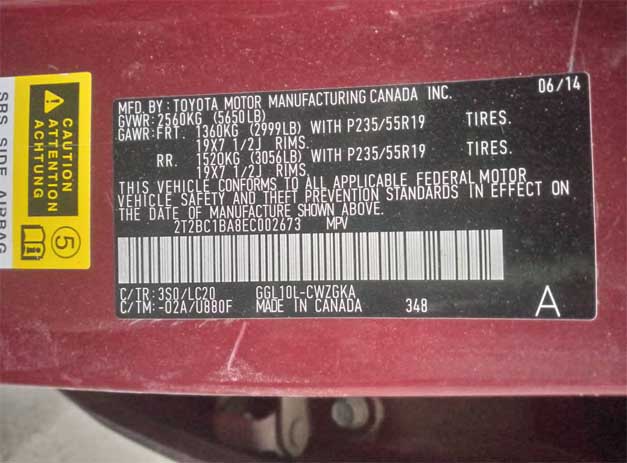 06/14
MFD. BY: TOYOTA MOTOR MANUFACTURING CANADA INC.
GVWR: 2560KG (5650LB)
GAWR: FRT. 1360KG (2999LB) WITH P235/55R19 TIRES.
19X7 1/2J RIMS.
RR. 1520KG (3056LB) WITH P235/55R19 TIRES.
19X7 1/2J RIMS.
THIS VEHICLE CONFORMS TO ALL APPLICABLE FEDERAL MOTOR
VEHICLE SAFETY AND THEFT PREVENTION STANDARDS IN EFFECT ON
THE DATE OF MANUFACTURE SHOWN ABOVE.
2T2BC1BA8EC002673 MPV
C/TR: 3S0/LC20 GGL10L-CWZGKA
C/TM: -02A/U880F MADE IN CANADA 348 A
CAUTION
ATTENTION
ACHTUNG
5
SRS SIDE AIRBAG